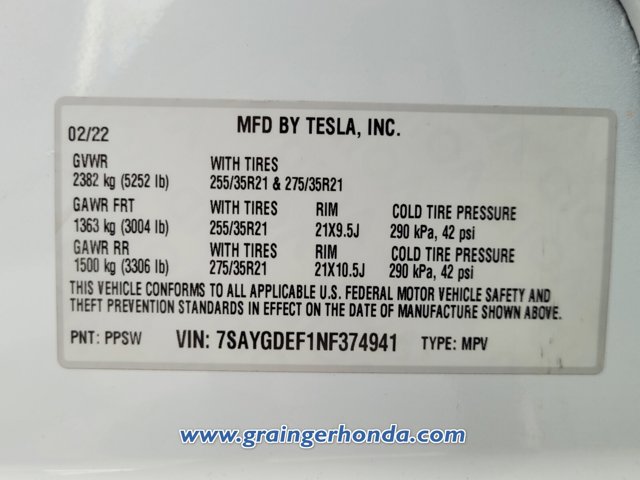 02/22 MFD BY TESLA, INC.
GVWR WITH TIRES
2382 kg (5252 lb) 255/35R21 & 275/35R21
GAWR FRT WITH TIRES RIM COLD TIRE PRESSURE
1363 kg (3004 lb) 255/35R21 21X9.5J 290 kPa, 42 psi
GAWR RR WITH TIRES RIM COLD TIRE PRESSURE
1500 kg (3306 lb) 275/35R21 21X10.5J 290 kPa, 42 psi
THIS VEHICLE CONFORMS TO ALL APPLICABLE U.S. FEDERAL MOTOR VEHICLE SAFETY AND
THEFT PREVENTION STANDARDS IN EFFECT ON THE DATE OF MANUFACTURE SHOWN ABOVE.
PNT: PPSW VIN: 7SAYGDEF1NF374941 TYPE: MPV
www.graingerhonda.com